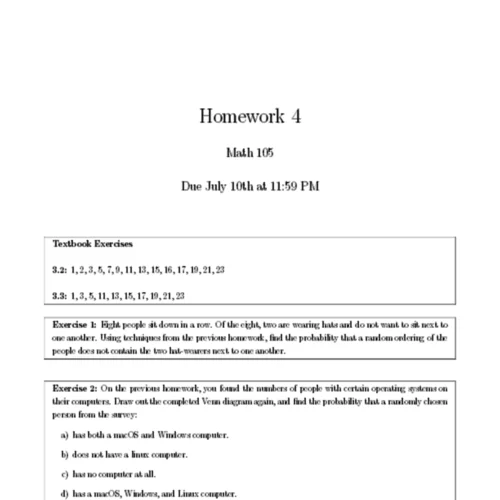 Homework 4
Math 105
Due July 10th at 11:59 PM
Textbook Exercises
3.2: 1, 2, 3, 5, 7, 9, 11, 13, 15, 16, 17, 19, 21, 23
3.3: 1, 3, 5, 11, 13, 15, 17, 19, 21, 23
Exercise 1: Eight people sit down in a row. Of the eight, two are wearing hats and do not want to sit next to
one another. Using techniques from the previous homework, find the probability that a random ordering of the
people does not contain the two hat-wearers next to one another.
Exercise 2: On the previous homework, you found the numbers of people with certain operating systems on
their computers. Draw out the completed Venn diagram again, and find the probability that a randomly chosen
person from the survey:
a) has both a macOS and Windows computer.
b) does not have a linux computer.
c) has no computer at all.
d) has a macOS, Windows, and Linux computer.